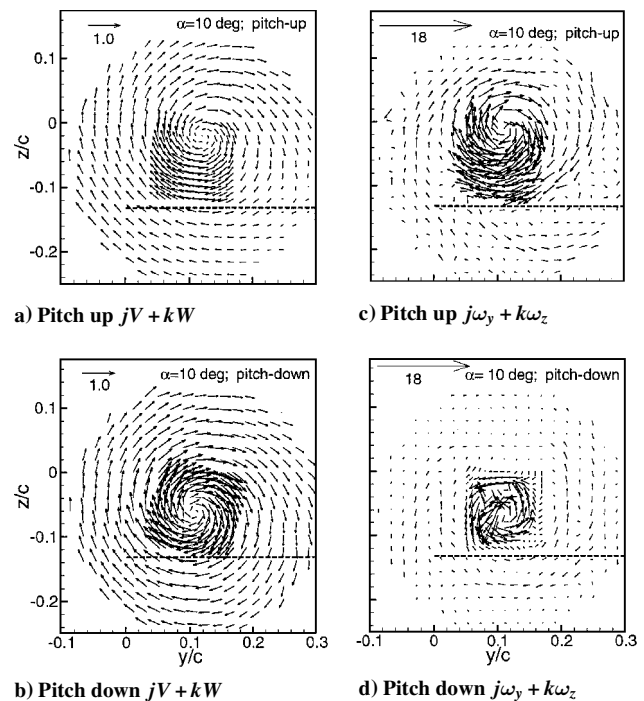 α=10 deg; pitch-up
1.0
0.1
0
-0.1
-0.2
z/c
a) Pitch up jV + kW
18
α=10 deg; pitch-up
c) Pitch up jω_y + kω_z
1.0
α=10 deg; pitch-down
0.1
0
-0.1
-0.2
z/c
0 0.1 0.2 0.3
y/c
b) Pitch down jV + kW
18
α= 10 deg; pitch-down
-0.1 0 0.1 0.2 0.3
y/c
d) Pitch down jω_y + kω_z